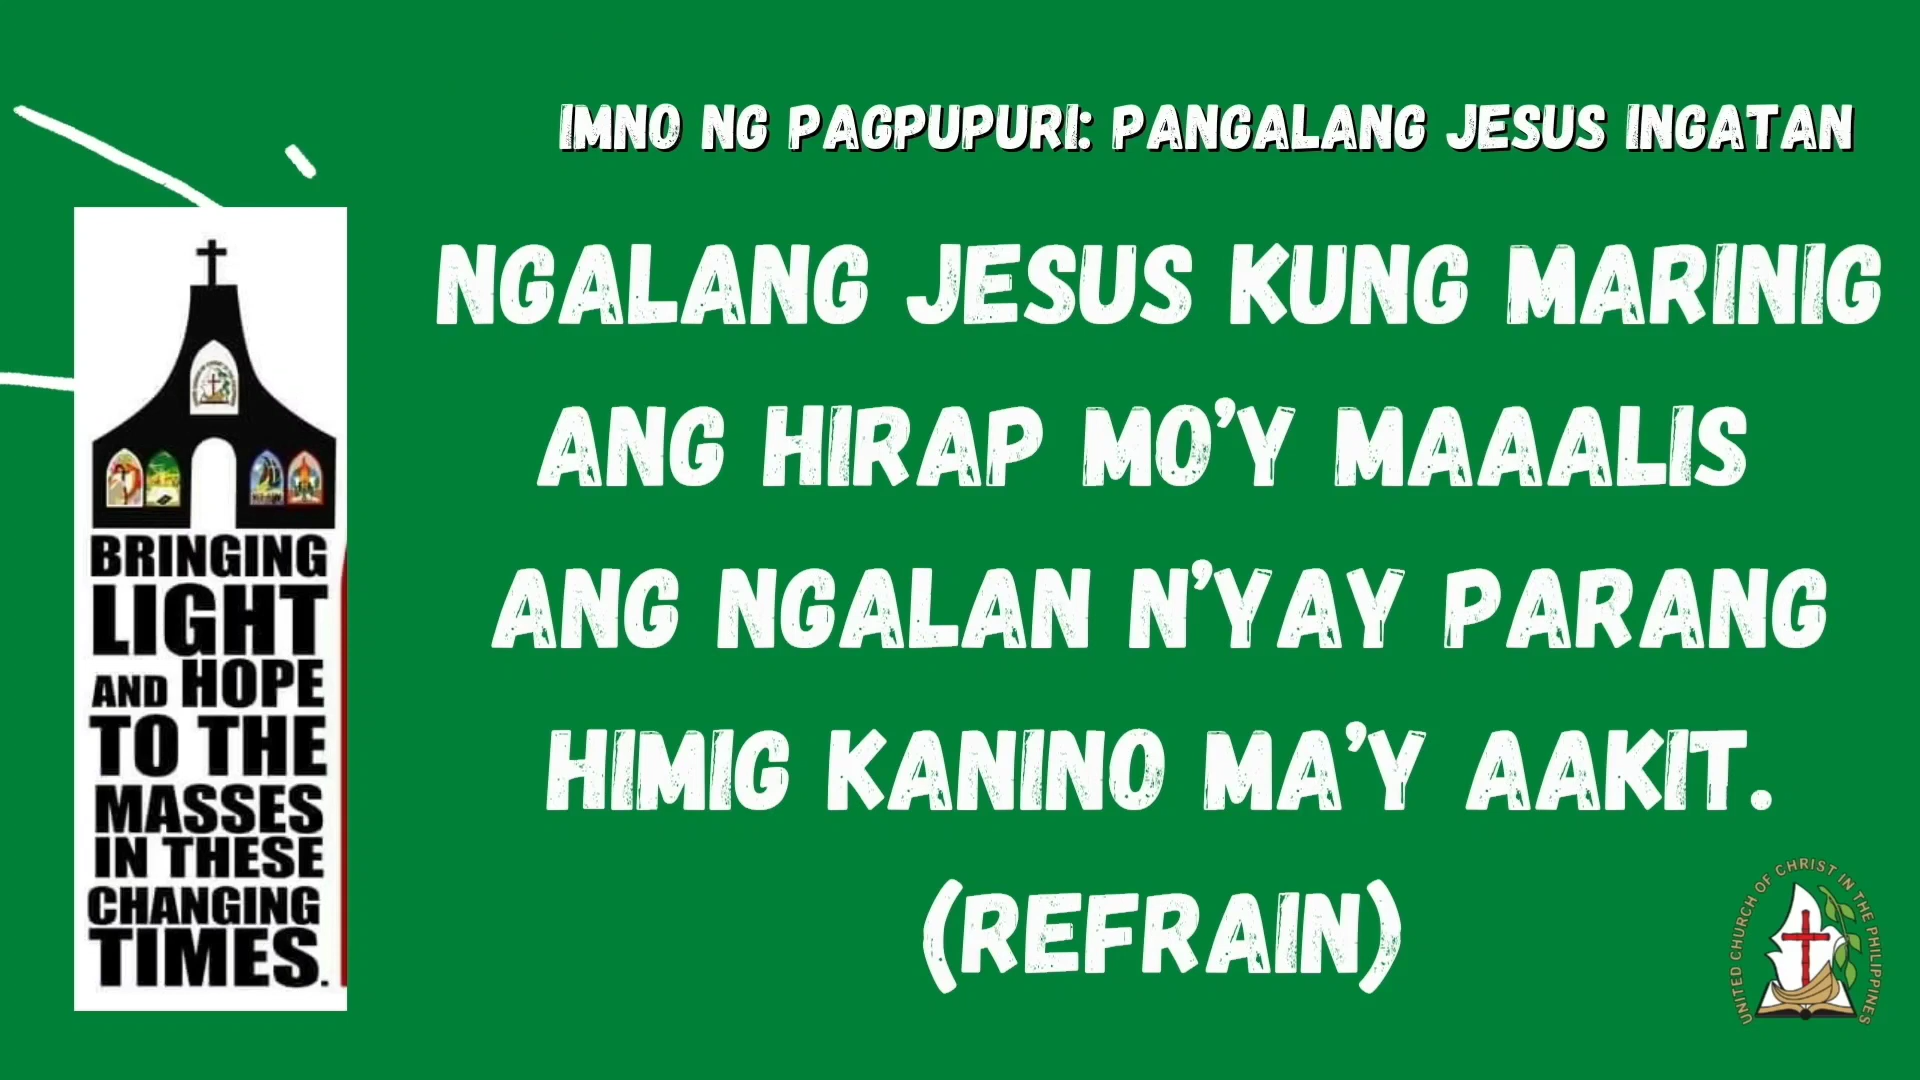 IMNO NG PAGPUPURI: PANGALANG JESUS INGATAN
NGALANG JESUS KUNG MARINIG
ANG HIRAP MO'Y MAAALIS
ANG NGALAN N'YAY PARANG
HIMIG KANINO MA'Y AAKIT.
(REFRAIN)
BRINGING
LIGHT
AND HOPE
TO THE
MASSES
IN THESE
CHANGING
TIMES.
UNITED CHURCH OF CHRIST IN THE PHILIPPINES